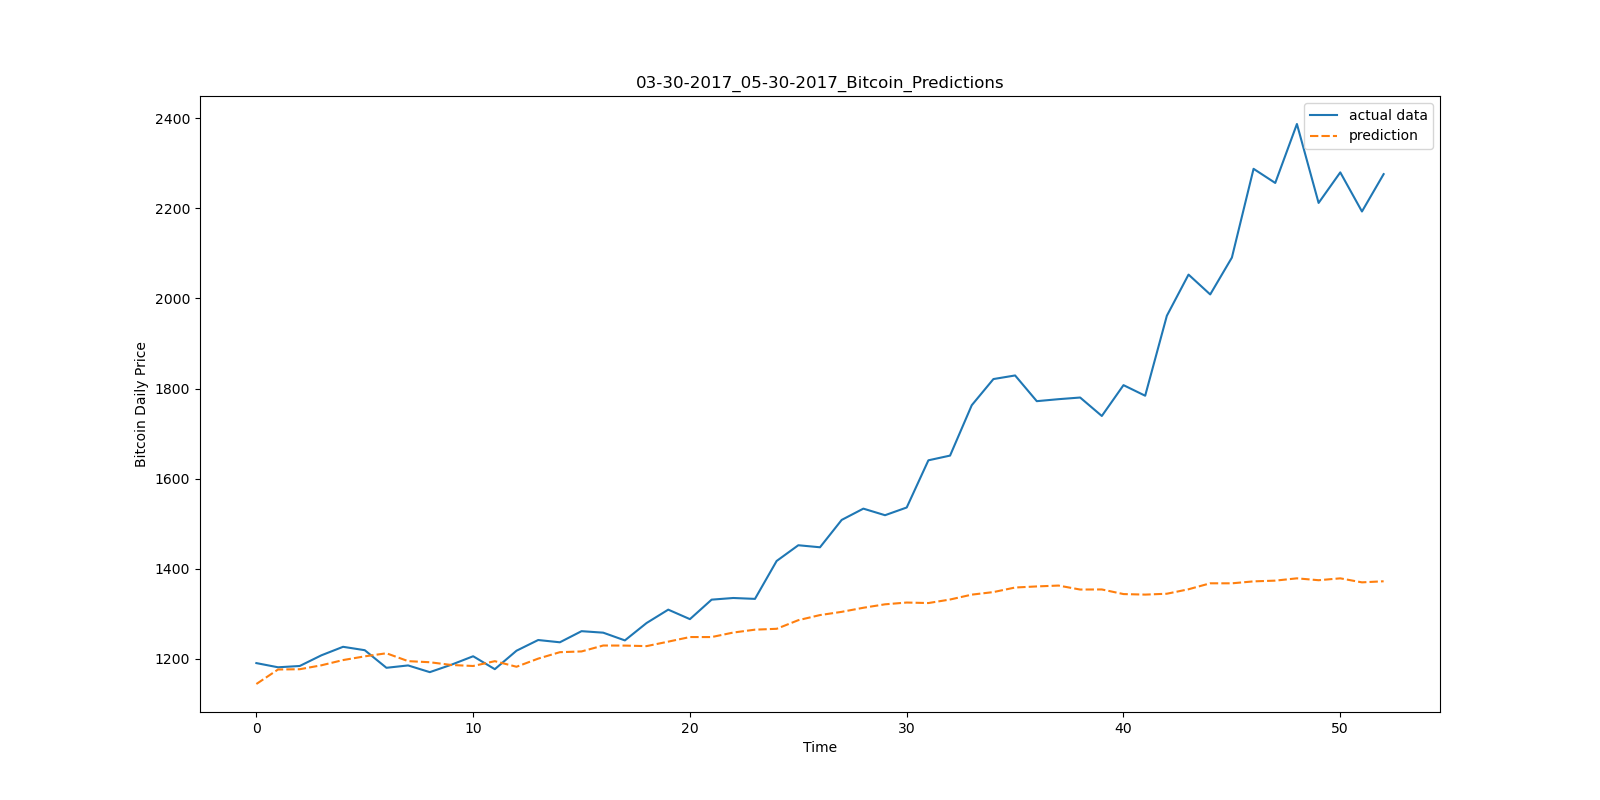 03-30-2017_05-30-2017_Bitcoin_Predictions
actual data
prediction
Bitcoin Daily Price
2400
2200
2000
1800
1600
1400
1200
0 10 20 30 40 50
Time